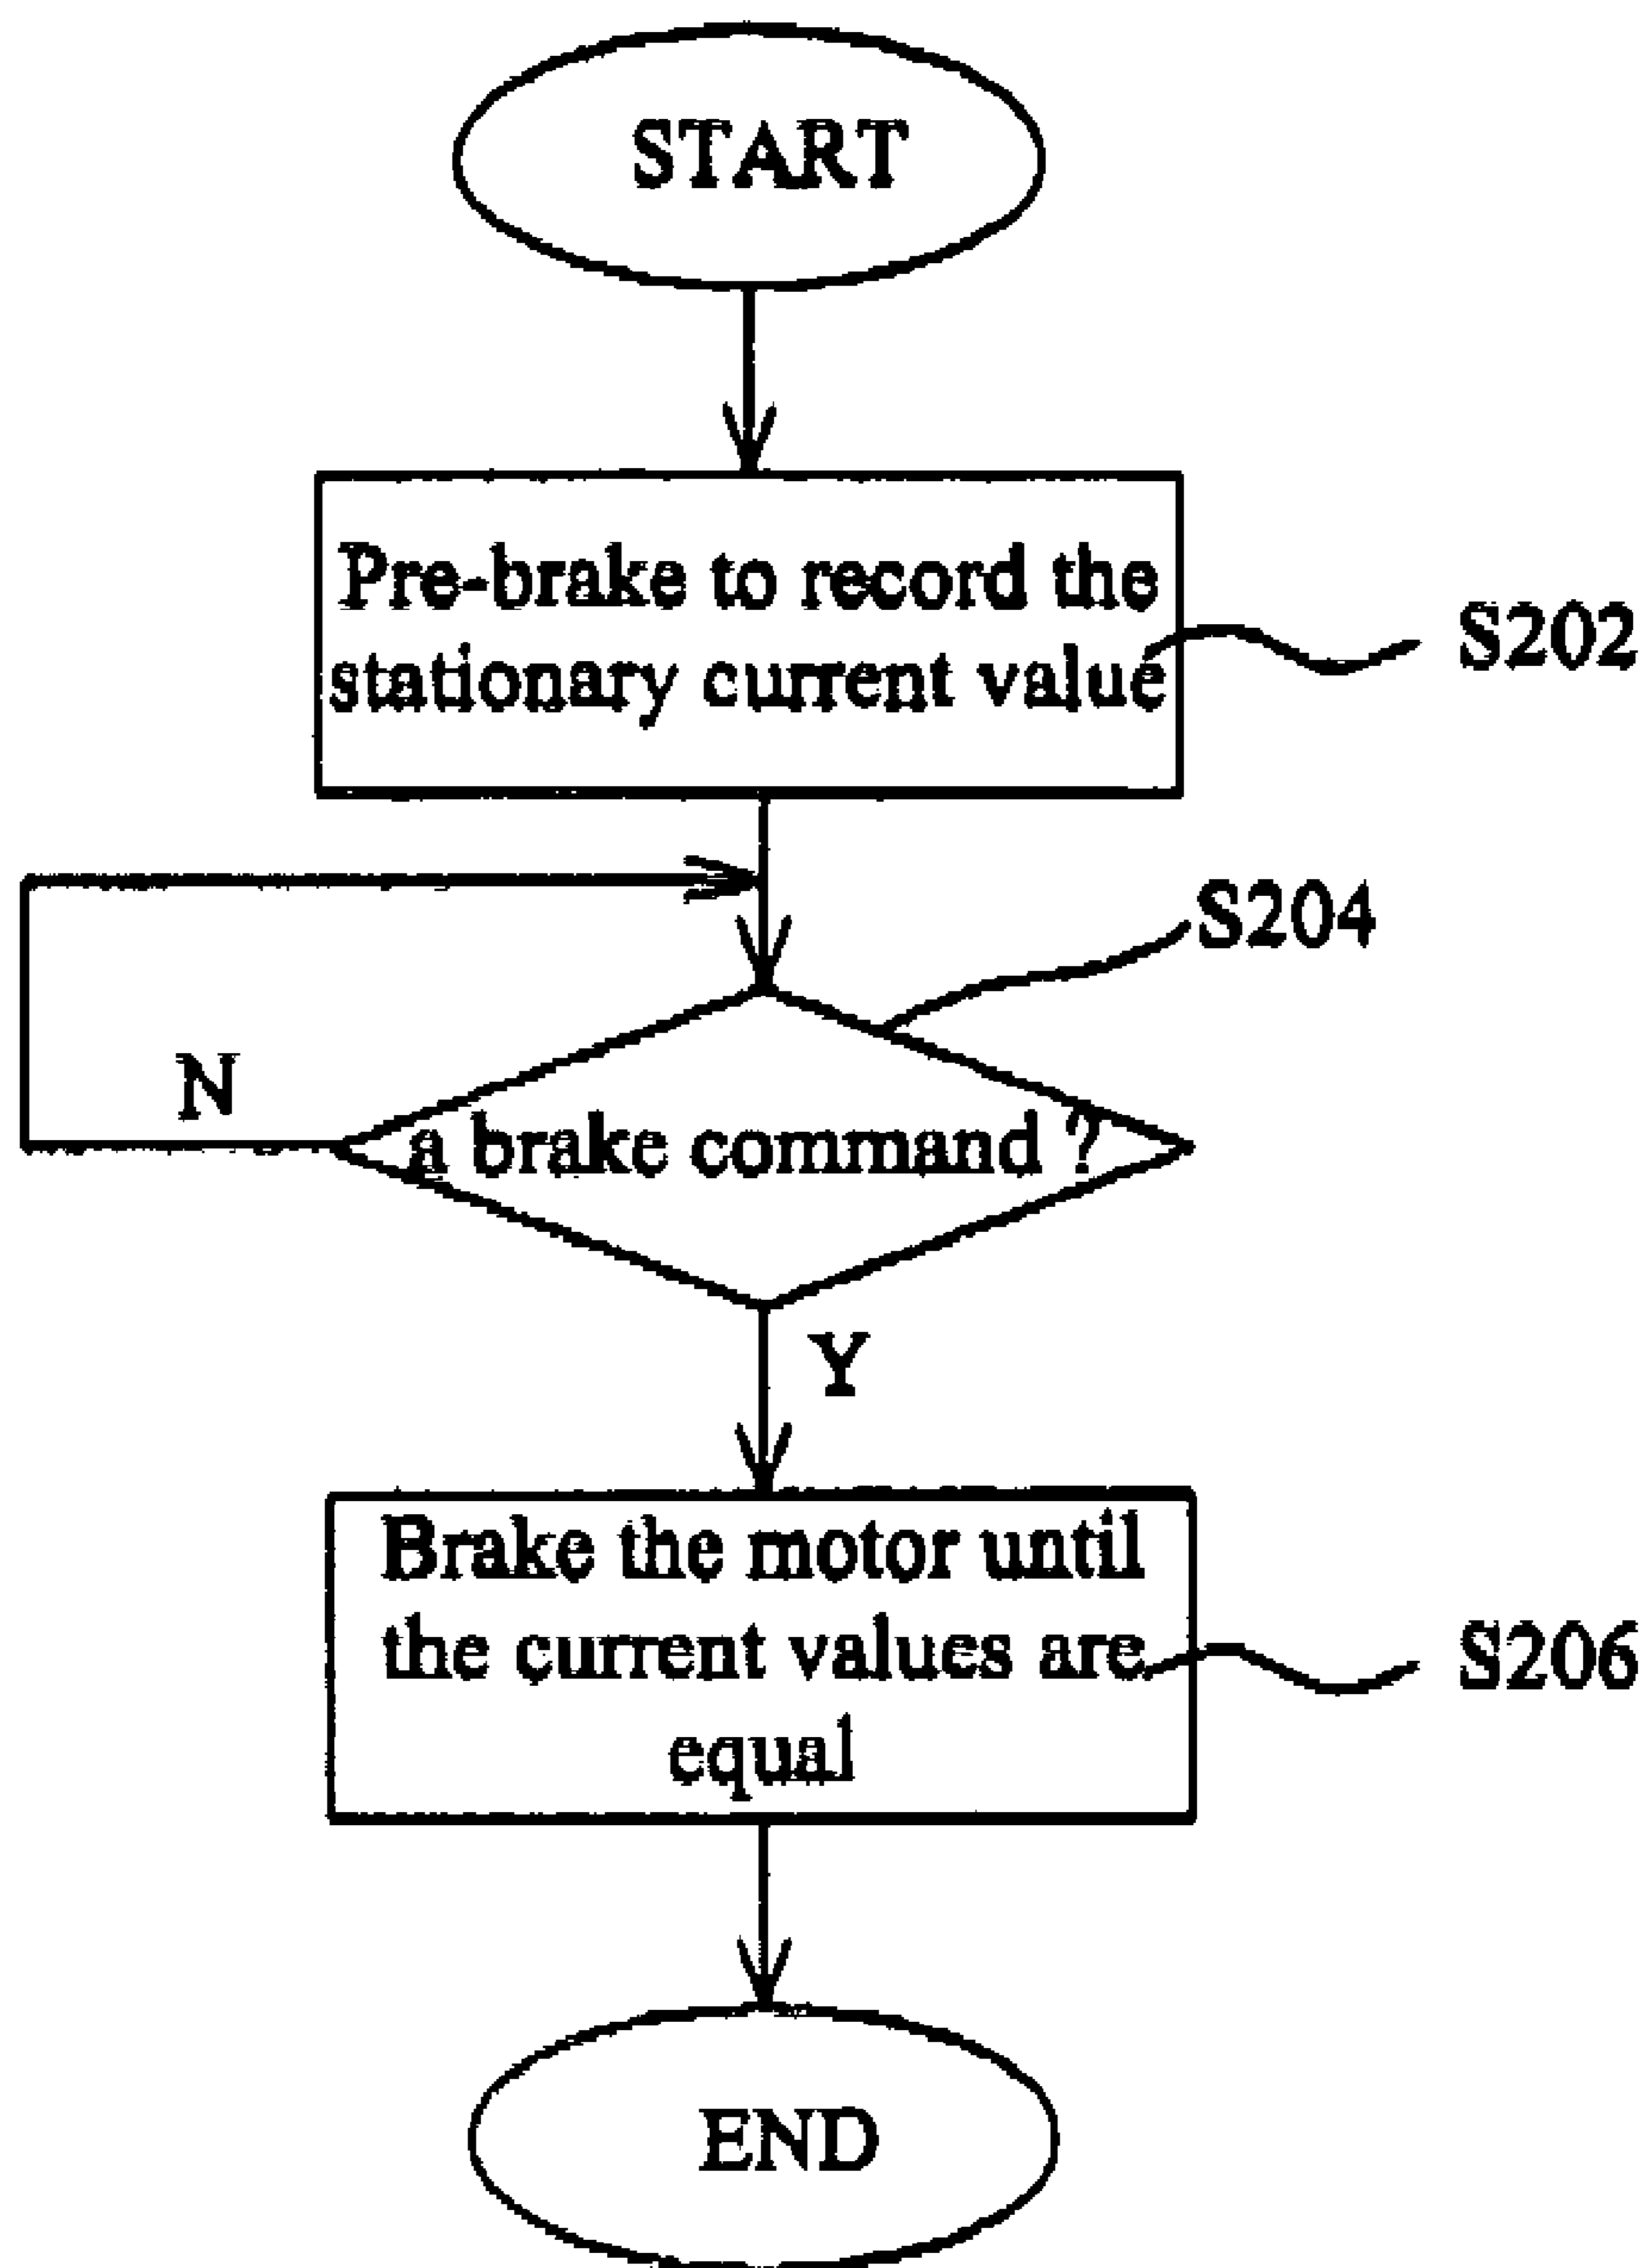 START
Pre-brake to record the
stationary current value
S202
S204
N
a brake command ?
Y
Brake the motor until
the current values are
equal
S206
END